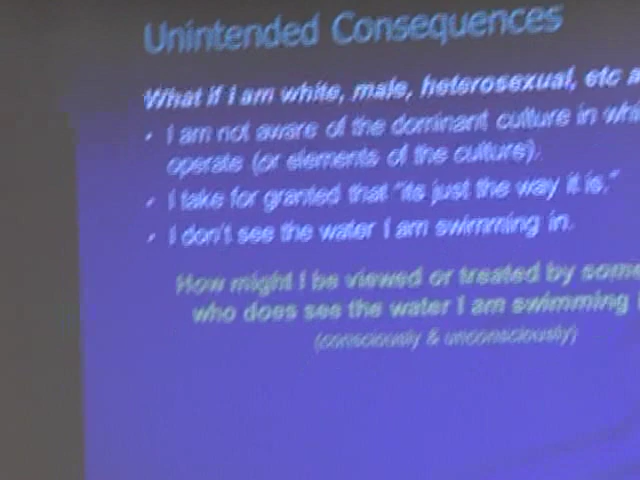 Unintended Consequences
What if I am white, male, heterosexual, etc a
• I am not aware of the dominant culture in whi
operate (or elements of the culture).
• I take for granted that "its just the way it is."
• I don't see the water I am swimming in.
How might I be viewed or treated by some
who does see the water I am swimming
(consciously & unconsciously)